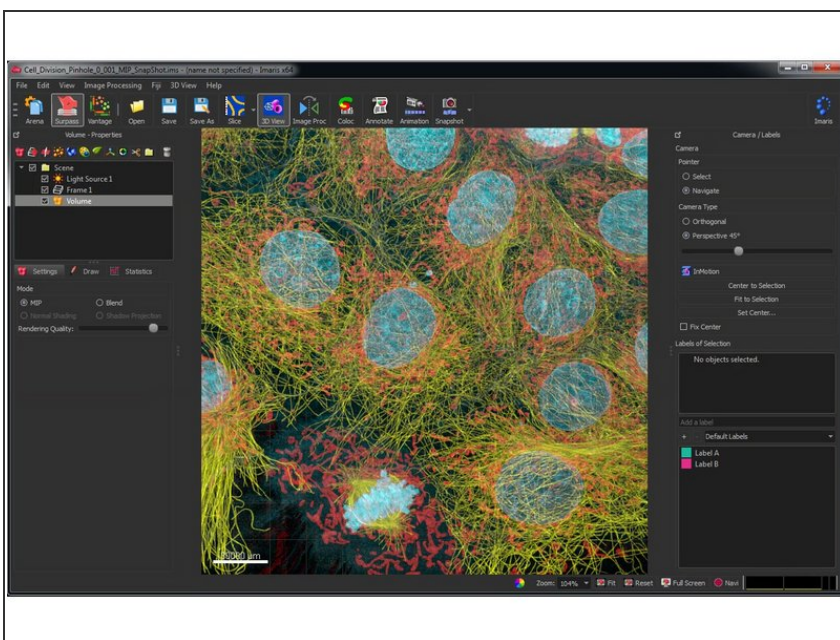 Cell_Division_Pinhole_0_001_MIP_SnapShot.ims - (name not specified) - Imaris x64
File Edit View Image Processing Fiji 3D View Help
Arena Surpass Vantage Open Save Save As Slice 3D View Image Proc Coloc Annotate Animation Snapshot Imaris
Volume - Properties
Camera / Labels
Scene
Light Source 1
Frame 1
Volume
Settings Draw Statistics
Mode
MIP Blend
Normal Shading Shadow Projection
Rendering Quality:
Camera
Pointer
Select
Navigate
Camera Type
Orthogonal
Perspective 45°
InMotion
Center to Selection
Fit to Selection
Set Center...
Fix Center
Labels of Selection
No objects selected.
Add a label
+ - Default Labels
Label A
Label B
µm
Zoom: 104% Fit Reset Full Screen Navi